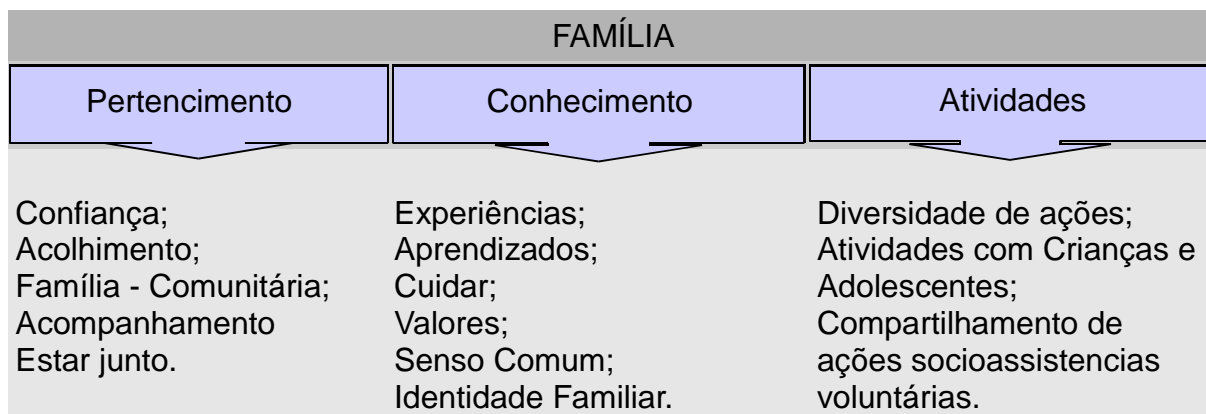 FAMÍLIA
Pertencimento
Conhecimento
Atividades
Confiança;
Acolhimento;
Família - Comunitária;
Acompanhamento
Estar junto.
Experiências;
Aprendizados;
Cuidar;
Valores;
Senso Comum;
Identidade Familiar.
Diversidade de ações;
Atividades com Crianças e
Adolescentes;
Compartilhamento de
ações socioassistencias
voluntárias.